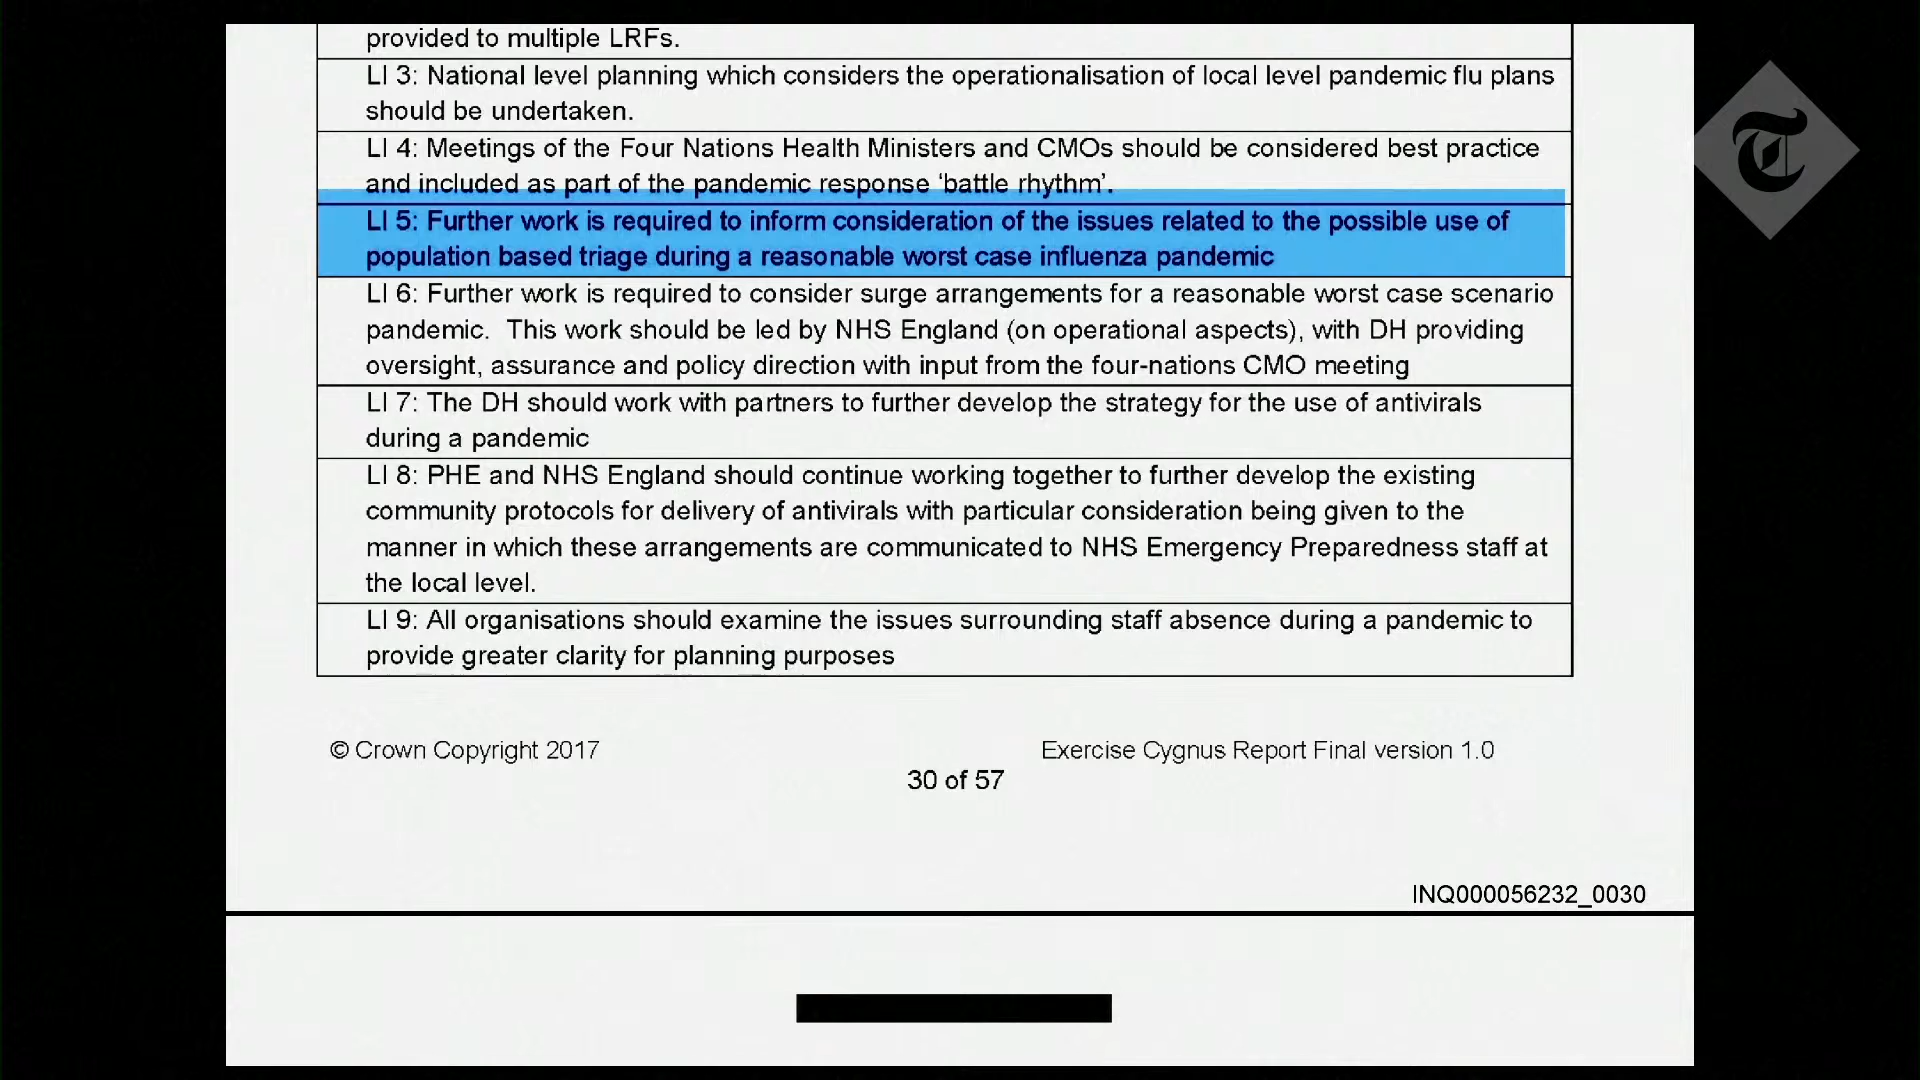 provided to multiple LRFs.
LI 3: National level planning which considers the operationalisation of local level pandemic flu plans
should be undertaken.
LI 4: Meetings of the Four Nations Health Ministers and CMOs should be considered best practice
and included as part of the pandemic response ‘battle rhythm’.
LI 5: Further work is required to inform consideration of the issues related to the possible use of
population based triage during a reasonable worst case influenza pandemic
LI 6: Further work is required to consider surge arrangements for a reasonable worst case scenario
pandemic.  This work should be led by NHS England (on operational aspects), with DH providing
oversight, assurance and policy direction with input from the four-nations CMO meeting
LI 7: The DH should work with partners to further develop the strategy for the use of antivirals
during a pandemic
LI 8: PHE and NHS England should continue working together to further develop the existing
community protocols for delivery of antivirals with particular consideration being given to the
manner in which these arrangements are communicated to NHS Emergency Preparedness staff at
the local level.
LI 9: All organisations should examine the issues surrounding staff absence during a pandemic to
provide greater clarity for planning purposes
© Crown Copyright 2017
Exercise Cygnus Report Final version 1.0
30 of 57
INQ000056232_0030
T